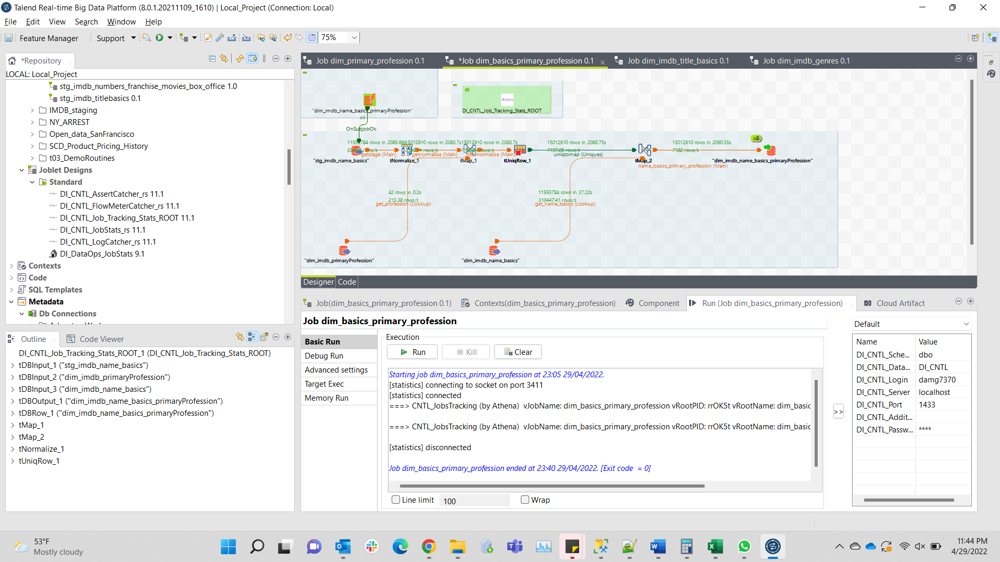 Talend Real-time Big Data Platform (8.0.1.20211109_1610) | Local_Project (Connection: Local)
File Edit View Search Window Help
Feature Manager Support 75%
*Repository
LOCAL: Local_Project
stg_imdb_numbers_franchise_movies_box_office 1.0
stg_imdb_titlebasics 0.1
IMDB_staging
NY_ARREST
Open_data_SanFrancisco
SCD_Product_Pricing_History
t03_DemoRoutines
Joblet Designs
Standard
DI_CNTL_AssertCatcher_rs 11.1
DI_CNTL_FlowMeterCatcher_rs 11.1
DI_CNTL_Job_Tracking_Stats_ROOT 11.1
DI_CNTL_JobStats_rs 11.1
DI_CNTL_LogCatcher_rs 11.1
DI_DataOps_JobStats 9.1
Contexts
Code
SQL Templates
Metadata
Db Connections
Outline Code Viewer
DI_CNTL_Job_Tracking_Stats_ROOT_1 (DI_CNTL_Job_Tracking_Stats_ROOT)
tDBInput_1 ("stg_imdb_name_basics")
tDBInput_2 ("dim_imdb_primaryProfession")
tDBInput_3 ("dim_imdb_name_basics")
tDBOutput_1 ("dim_imdb_name_basics_primaryProfession")
tDBRow_1 ("dim_imdb_name_basics_primaryProfession")
tMap_1
tMap_2
tNormalize_1
tUniqRow_1
Job dim_primary_profession 0.1 *Job dim_basics_primary_profession 0.1 Job dim_imdb_title_basics 0.1 Job dim_imdb_genres 0.1
ATHENA
"dim_imdb_name_basics_primaryProfession" DI_CNTL_Job_Tracking_Stats_ROOT
ok
OnSubjobOk
11555784 rows in 2085.69s 15012910 rows in 2085.7s 15012910 rows in 2085.7s 15012910 rows in 2085.75s 15012910 rows in 2090.35s x8
7197.86 rows/s 7182 rows/s
getstage (Main) getnormalize (Main) normalize (Main) uniqtomap (Uniques)
"stg_imdb_name_basics" tNormalize_1 tMap_1 tUniqRow_1 tMap_2 "dim_imdb_name_basics_primaryProfession"
name_basics_primary_profession (Main)
42 rows in 0.2s 11555784 rows in 37.22s
215.38 rows/s 310447.41 rows/s
get_profession (Lookup) get_name_basics (Lookup)
"dim_imdb_primaryProfession" "dim_imdb_name_basics"
Designer Code
Job(dim_basics_primary_profession 0.1) Contexts(dim_basics_primary_profession) Component Run (Job dim_basics_primary_profession) Cloud Artifact
Job dim_basics_primary_profession
Basic Run
Debug Run
Advanced settings
Target Exec
Memory Run
Execution
Run Kill Clear
Starting job dim_basics_primary_profession at 23:05 29/04/2022.
[statistics] connecting to socket on port 3411
[statistics] connected
===> CNTL_JobsTracking (by Athena) vJobName: dim_basics_primary_profession vRootPID: rrOK5t vRootName: dim_basic
===> CNTL_JobsTracking (by Athena) vJobName: dim_basics_primary_profession vRootPID: rrOK5t vRootName: dim_basic
[statistics] disconnected
Job dim_basics_primary_profession ended at 23:40 29/04/2022. [Exit code = 0]
Line limit 100 Wrap
>>
Default
Name Value
DI_CNTL_Sche... dbo
DI_CNTL_Data... DI_CNTL
DI_CNTL_Login damg7370
DI_CNTL_Server localhost
DI_CNTL_Port 1433
DI_CNTL_Addit...
DI_CNTL_Passw... ****
53°F
Mostly cloudy
11:44 PM
4/29/2022